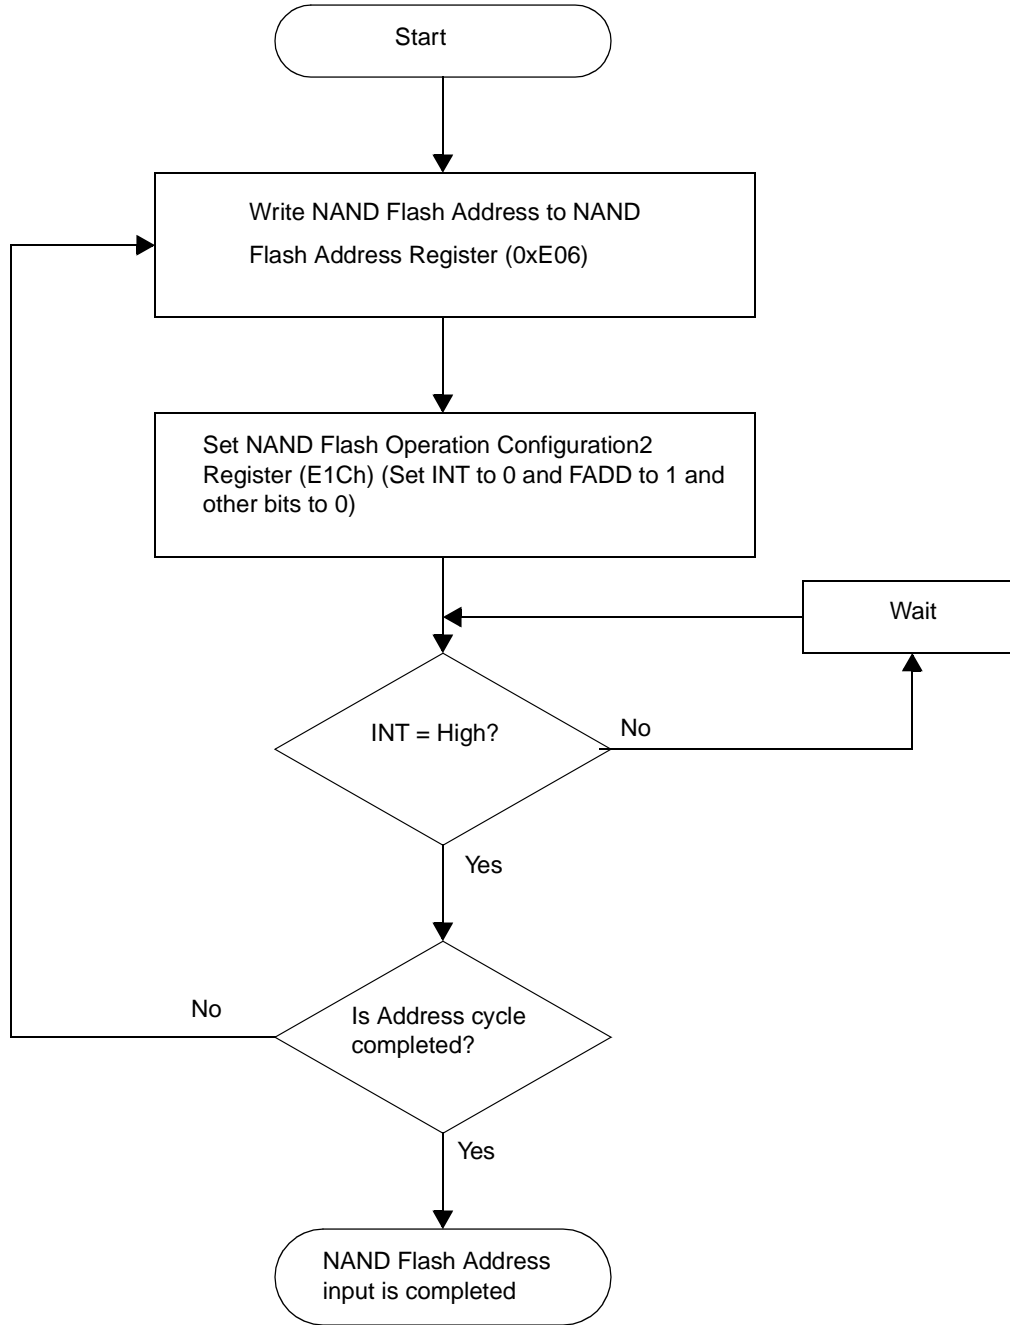 Start
Write NAND Flash Address to NAND
Flash Address Register (0xE06)
Set NAND Flash Operation Configuration2
Register (E1Ch) (Set INT to 0 and FADD to 1 and
other bits to 0)
Wait
INT = High?
No
Yes
No
Is Address cycle
completed?
Yes
NAND Flash Address
input is completed